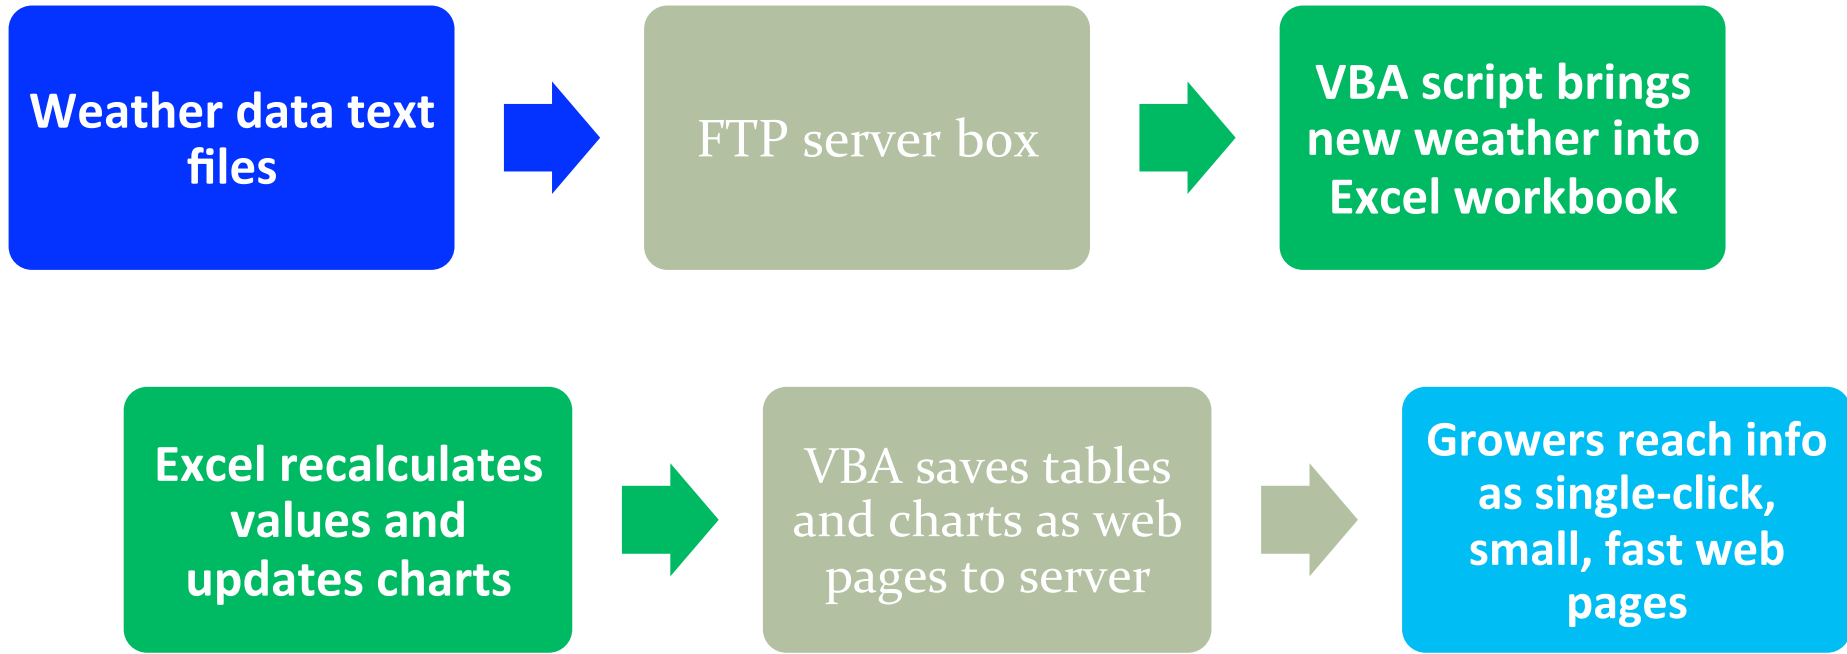 Weather data text
files
FTP server box
VBA script brings
new weather into
Excel workbook
Excel recalculates
values and
updates charts
VBA saves tables
and charts as web
pages to server
Growers reach info
as single-click,
small, fast web
pages